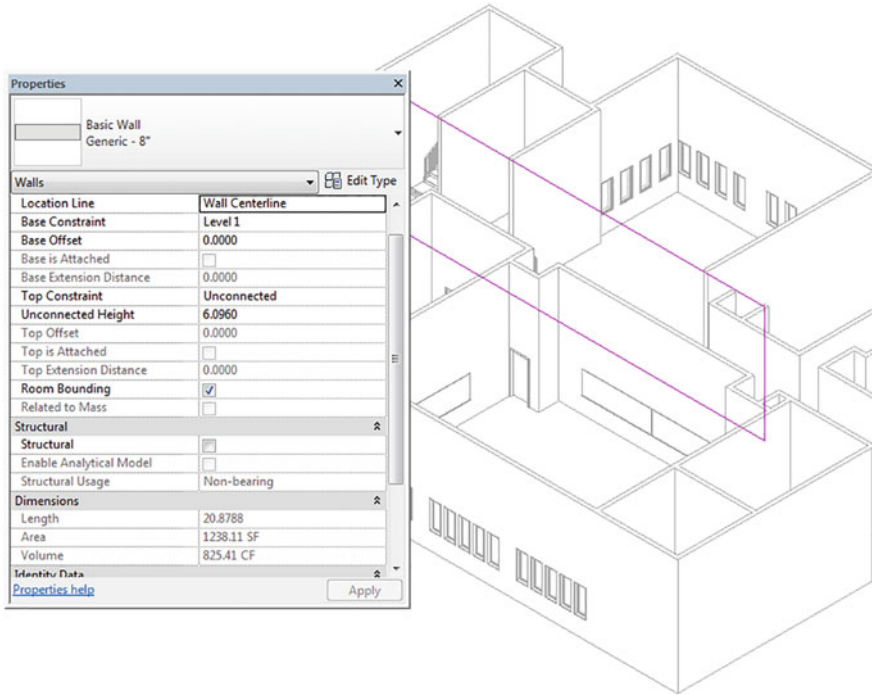 Properties
Basic Wall
Generic - 8"
Walls Edit Type
Location Line Wall Centerline
Base Constraint Level 1
Base Offset 0.0000
Base is Attached
Base Extension Distance 0.0000
Top Constraint Unconnected
Unconnected Height 6.0960
Top Offset 0.0000
Top is Attached
Top Extension Distance 0.0000
Room Bounding
Related to Mass
Structural
Structural
Enable Analytical Model
Structural Usage Non-bearing
Dimensions
Length 20.8788
Area 1238.11 SF
Volume 825.41 CF
Identity Data
Properties help Apply